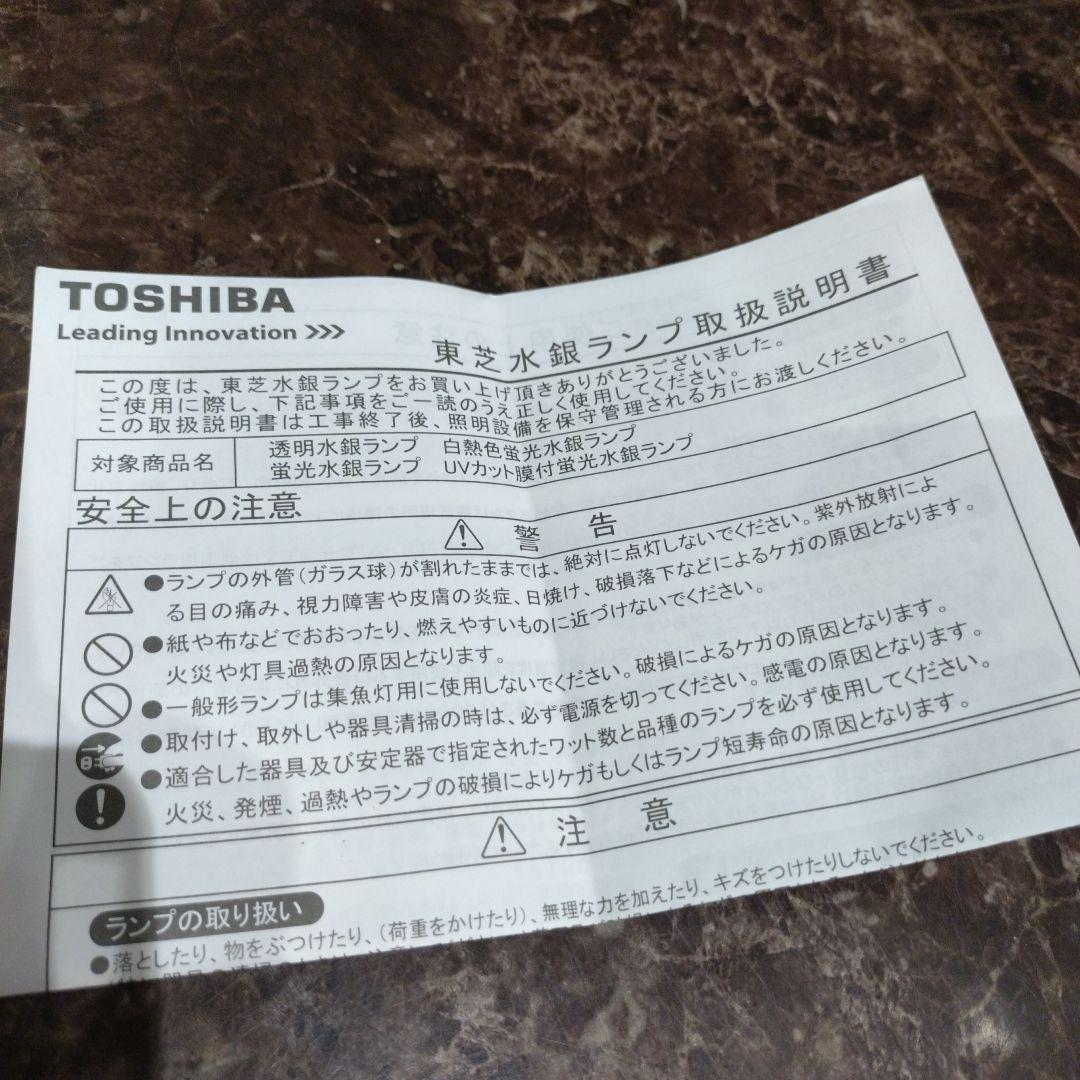 TOSHIBA
Leading Innovation >>>
東芝水銀ランプ取扱説明書
この度は、東芝水銀ランプをお買い上げ頂きありがとうございました。
ご使用に際し、下記事項をご一読のうえ正しく使用してください。
この取扱説明書は工事終了後、照明設備を保守管理される方にお渡しください。
対象商品名
透明水銀ランプ 白熱色蛍光水銀ランプ
蛍光水銀ランプ UVカット膜付蛍光水銀ランプ
安全上の注意
警告
●ランプの外管(ガラス球)が割れたままでは、絶対に点灯しないでください。紫外放射によ
る目の痛み、視力障害や皮膚の炎症、日焼け、破損落下などによるケガの原因となります。
●紙や布などでおおったり、燃えやすいものに近づけないでください。
火災や灯具過熱の原因となります。
●一般形ランプは集魚灯用に使用しないでください。破損によるケガの原因となります。
●取付け、取外しや器具清掃の時は、必ず電源を切ってください。感電の原因となります。
●適合した器具及び安定器で指定されたワット数と品種のランプを必ず使用してください。
火災、発煙、過熱やランプの破損によりケガもしくはランプ短寿命の原因となります。
注意
ランプの取り扱い
●落としたり、物をぶつけたり、(荷重をかけたり)、無理な力を加えたり、キズをつけたりしないでください。